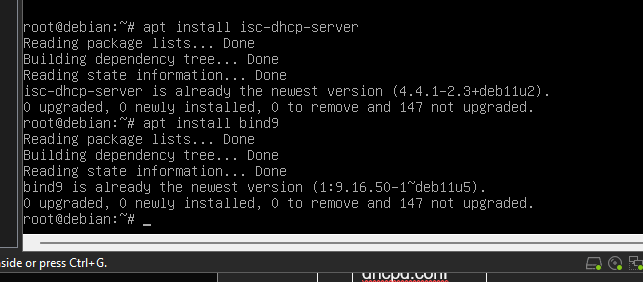 root@debian:~# apt install isc-dhcp-server
Reading package lists... Done
Building dependency tree... Done
Reading state information... Done
isc-dhcp-server is already the newest version (4.4.1-2.3+deb11u2).
0 upgraded, 0 newly installed, 0 to remove and 147 not upgraded.
root@debian:~# apt install bind9
Reading package lists... Done
Building dependency tree... Done
Reading state information... Done
bind9 is already the newest version (1:9.16.50-1~deb11u5).
0 upgraded, 0 newly installed, 0 to remove and 147 not upgraded.
root@debian:~# _
nside or press Ctrl+G.
dhcpd.conf